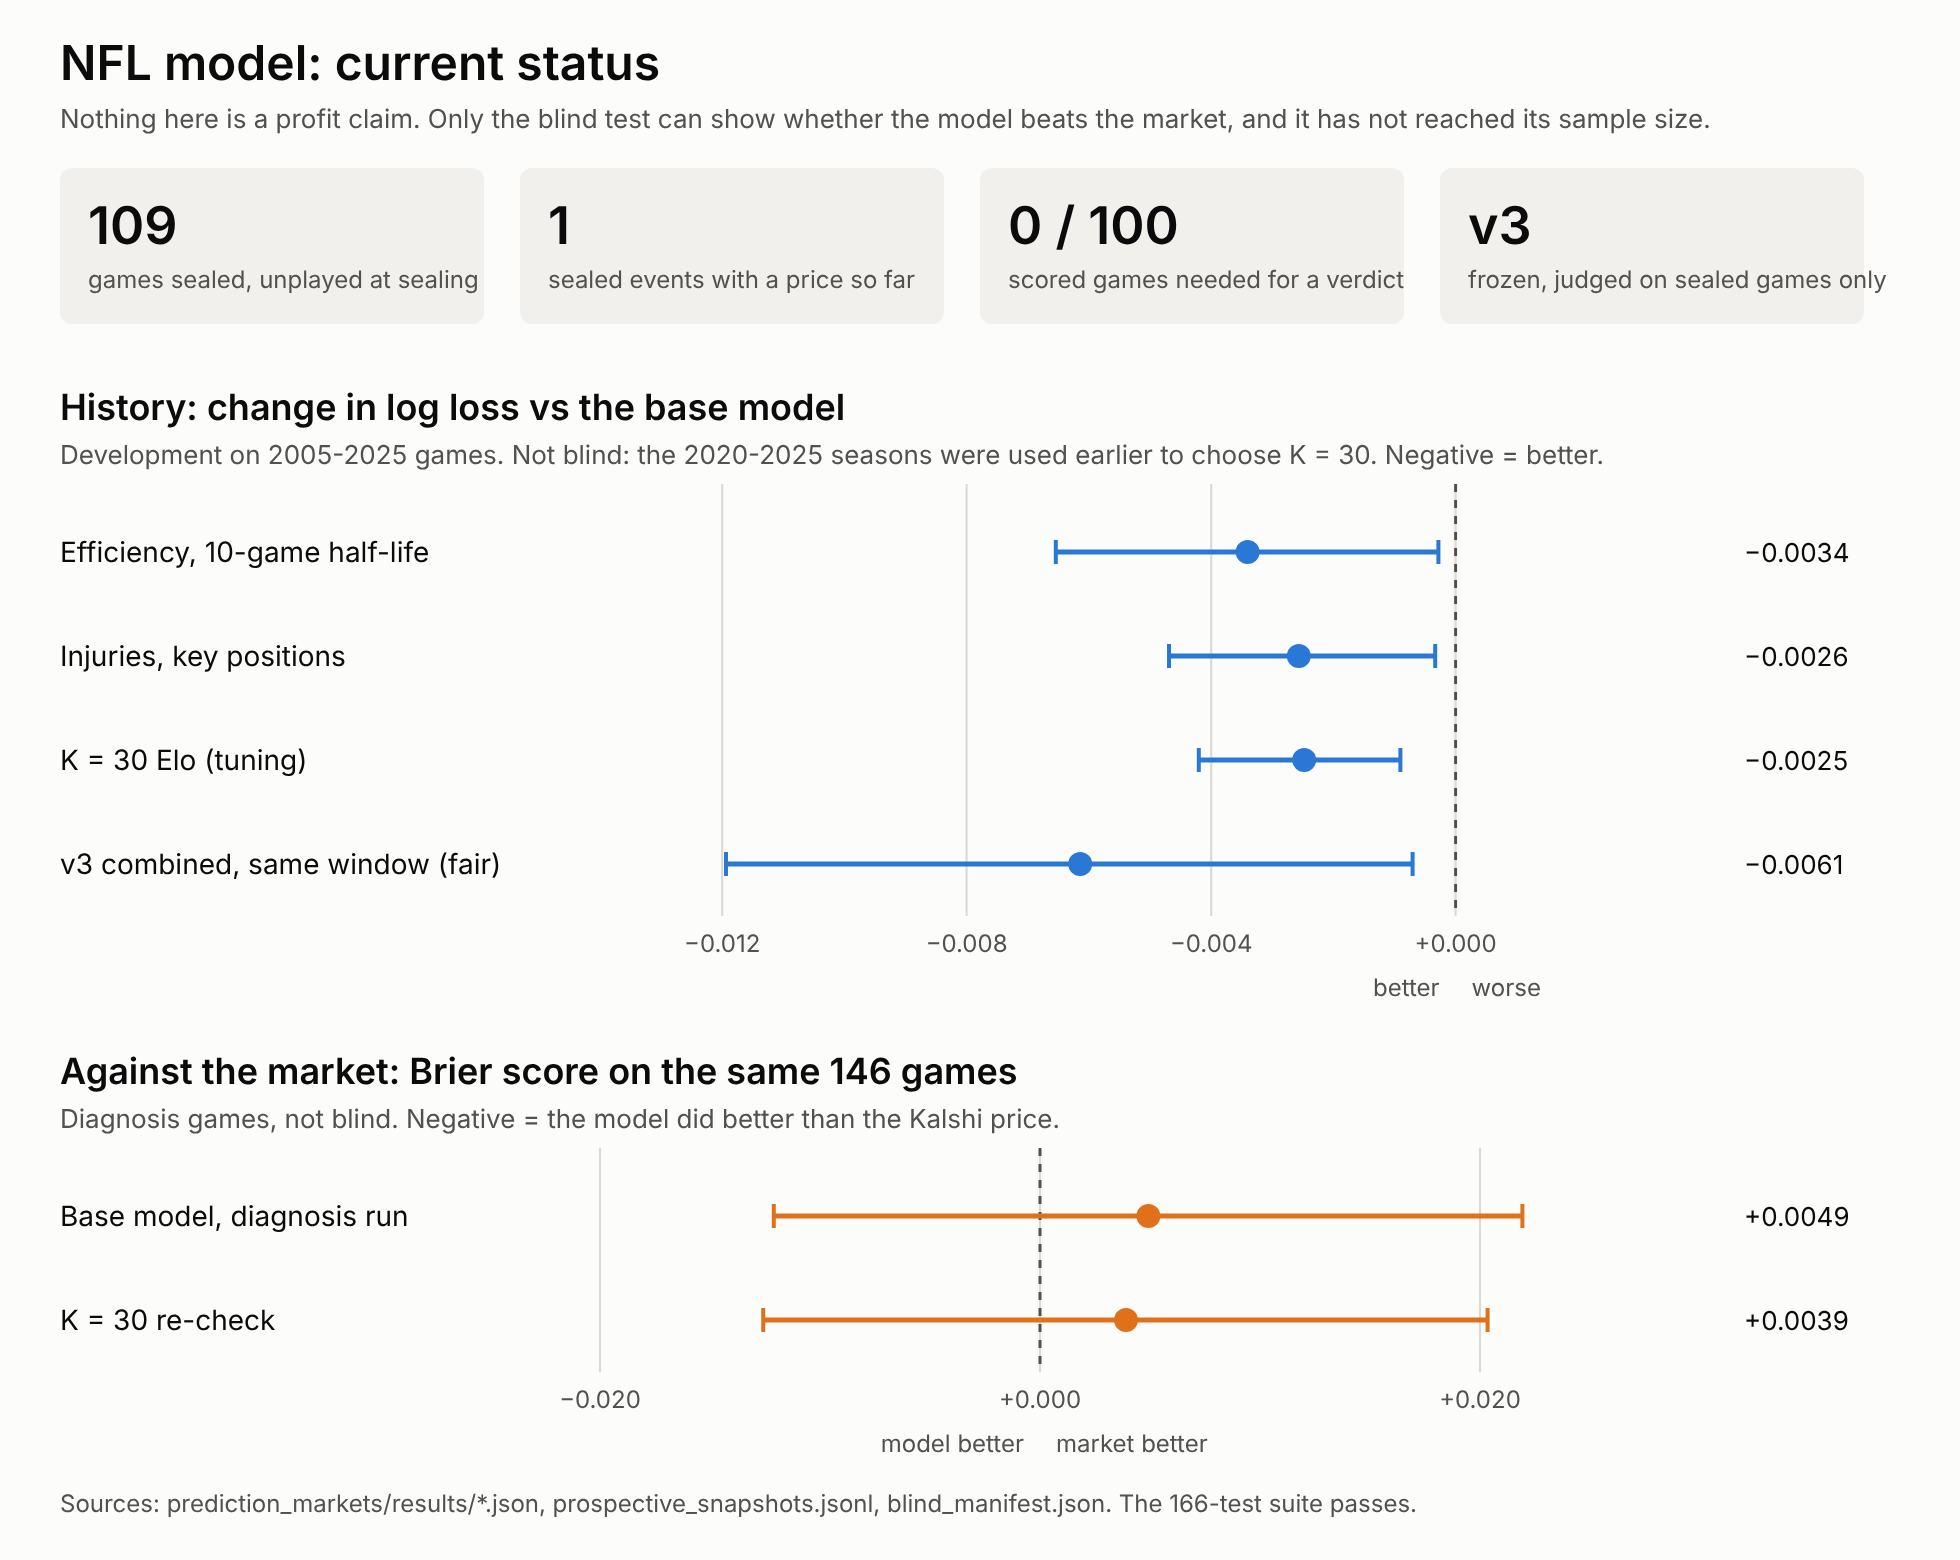 NFL model: current status
Nothing here is a profit claim. Only the blind test can show whether the model beats the market, and it has not reached its sample size.
109
games sealed, unplayed at sealing
1
sealed events with a price so far
0 / 100
scored games needed for a verdict
v3
frozen, judged on sealed games only
History: change in log loss vs the base model
Development on 2005-2025 games. Not blind: the 2020-2025 seasons were used earlier to choose K = 30. Negative = better.
Efficiency, 10-game half-life −0.0034
Injuries, key positions −0.0026
K = 30 Elo (tuning) −0.0025
v3 combined, same window (fair) −0.0061
−0.012 −0.008 −0.004 +0.000
better worse
Against the market: Brier score on the same 146 games
Diagnosis games, not blind. Negative = the model did better than the Kalshi price.
Base model, diagnosis run +0.0049
K = 30 re-check +0.0039
−0.020 +0.000 +0.020
model better market better
Sources: prediction_markets/results/*.json, prospective_snapshots.jsonl, blind_manifest.json. The 166-test suite passes.